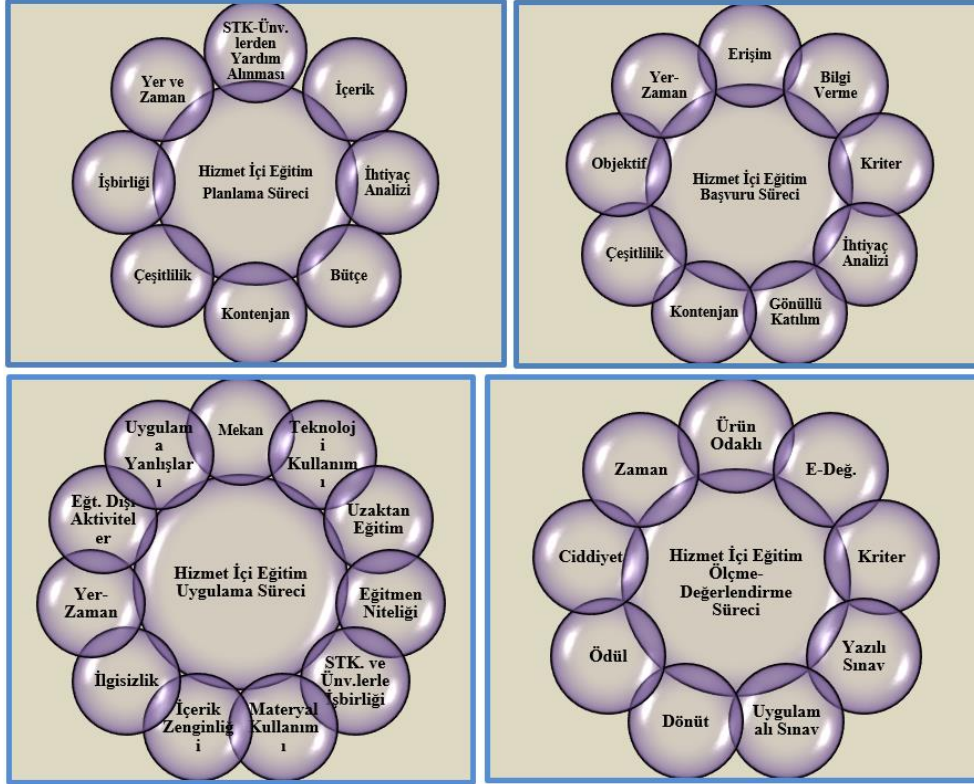 STK-Ünv.
lerden
Yardım
Alınması
İçerik
İhtiyaç
Analizi
Bütçe
Kontenjan
Çeşitlilik
İşbirliği
Yer ve
Zaman
Hizmet İçi Eğitim
Planlama Süreci
Erişim
Bilgi
Verme
Kriter
İhtiyaç
Analizi
Gönüllü
Katılım
Kontenjan
Çeşitlilik
Objektif
Yer-
Zaman
Hizmet İçi Eğitim
Başvuru Süreci
Mekan
Teknoloj
i
Kullanım
ı
Üzaktan
Eğitim
Eğitmen
Niteliği
STK. ve
Ünv.lerle
İşbirliği
Materyal
Kullanım
ı
İçerik
Zenginliğ
i
İlgisizlik
Yer-
Zaman
Eğt. Dışı
Aktivitel
er
Uygulam
a
Yanlışlar
ı
Hizmet İçi Eğitim
Uygulama Süreci
Ürün
Odaklı
E-Değ.
Kriter
Yazılı
Sınav
Uygulam
alı Sınav
Dönüt
Ödül
Ciddiyet
Zaman
Hizmet İçi Eğitim
Ölçme-
Değerlendirme
Süreci